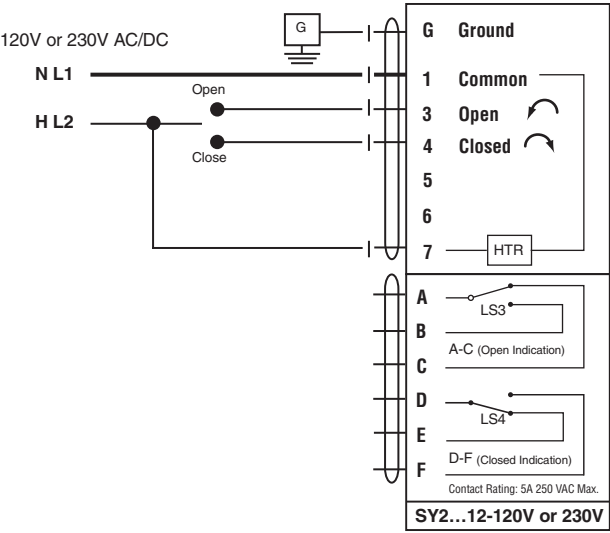 G
G Ground
120V or 230V AC/DC
N L1
1 Common
Open
3 Open
H L2
4 Closed
Close
5
6
7 HTR
A
LS3
B
A-C (Open Indication)
C
D
LS4
E
D-F (Closed Indication)
F
Contact Rating: 5A 250 VAC Max.
SY2…12-120V or 230V